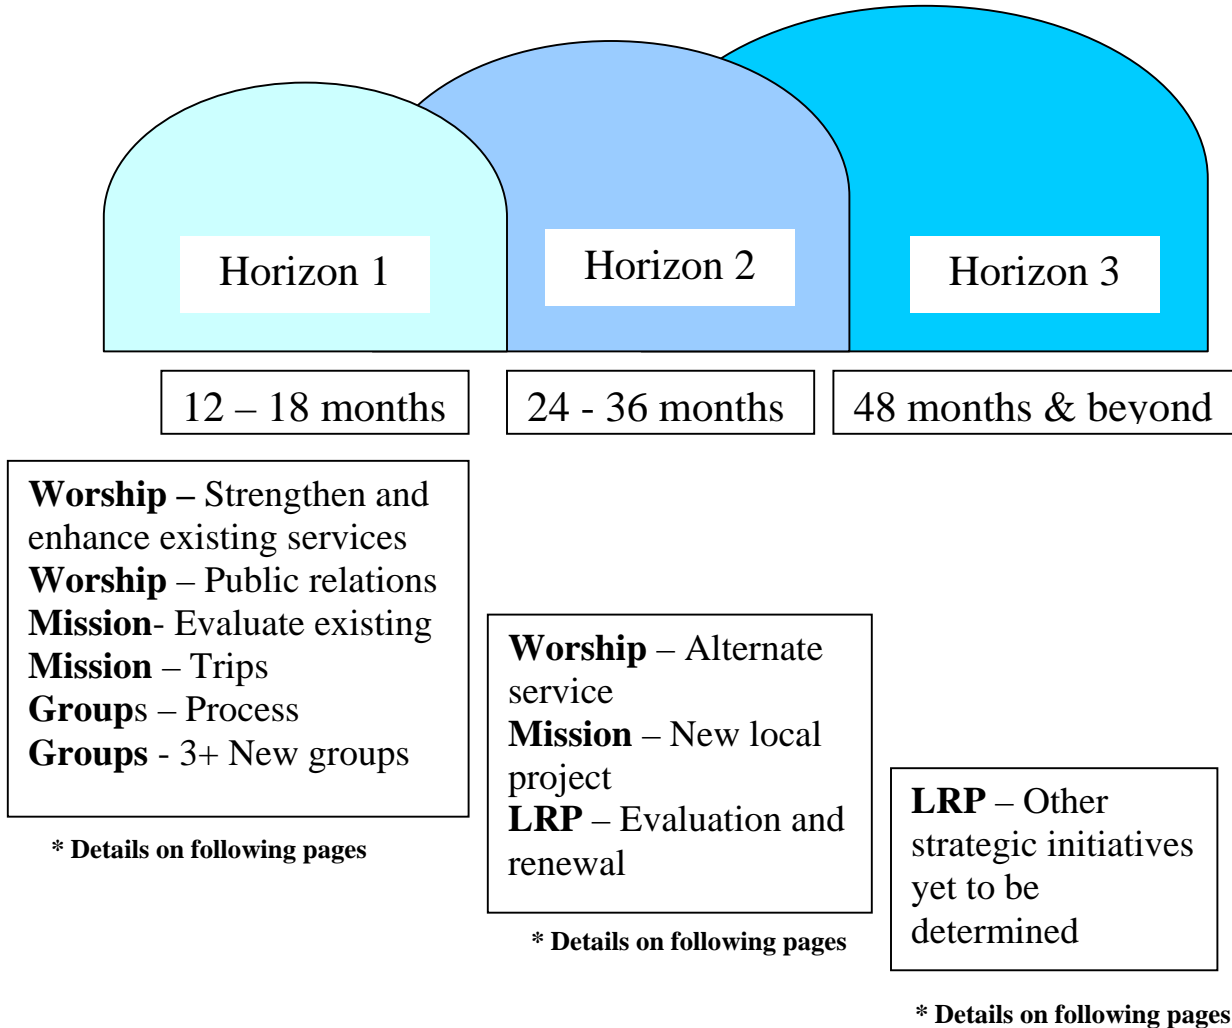 Horizon 1
Horizon 2
Horizon 3
12 – 18 months
24 - 36 months
48 months & beyond
Worship – Strengthen and
enhance existing services
Worship – Public relations
Mission- Evaluate existing
Mission – Trips
Groups – Process
Groups - 3+ New groups
* Details on following pages
Worship – Alternate
service
Mission – New local
project
LRP – Evaluation and
renewal
* Details on following pages
LRP – Other
strategic initiatives
yet to be
determined
* Details on following pages